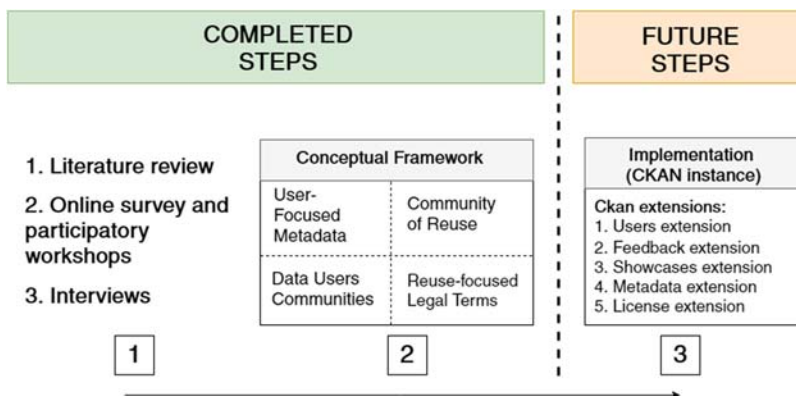 COMPLETED
STEPS
FUTURE
STEPS
1. Literature review
2. Online survey and
participatory
workshops
3. Interviews
Conceptual Framework
User-
Focused
Metadata
Community
of Reuse
Data Users
Communities
Reuse-focused
Legal Terms
Implementation
(CKAN instance)
Ckan extensions:
1. Users extension
2. Feedback extension
3. Showcases extension
4. Metadata extension
5. License extension
1
2
3